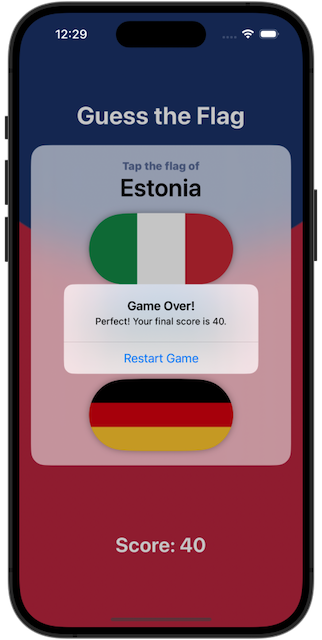 12:29
Guess the Flag
Tap the flag of
Estonia
Game Over!
Perfect! Your final score is 40.
Restart Game
Score: 40